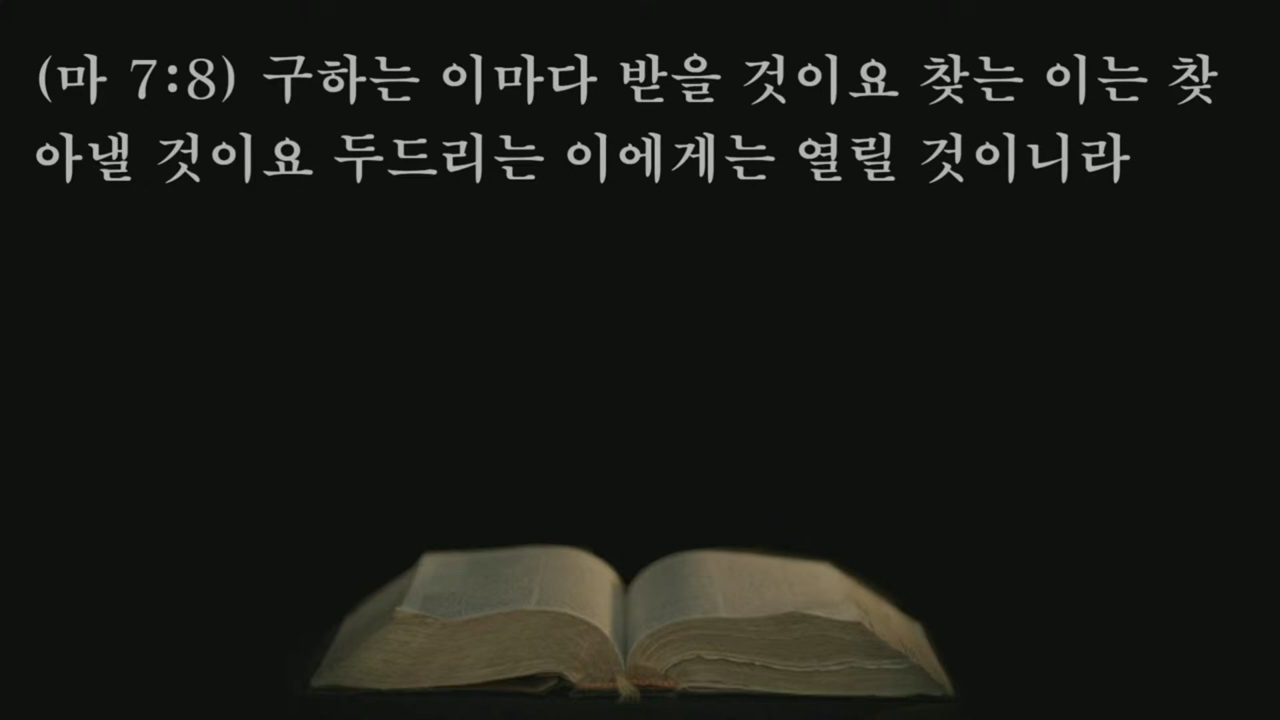 (마 7:8) 구하는 이마다 받을 것이요 찾는 이는 찾
아낼 것이요 두드리는 이에게는 열릴 것이니라